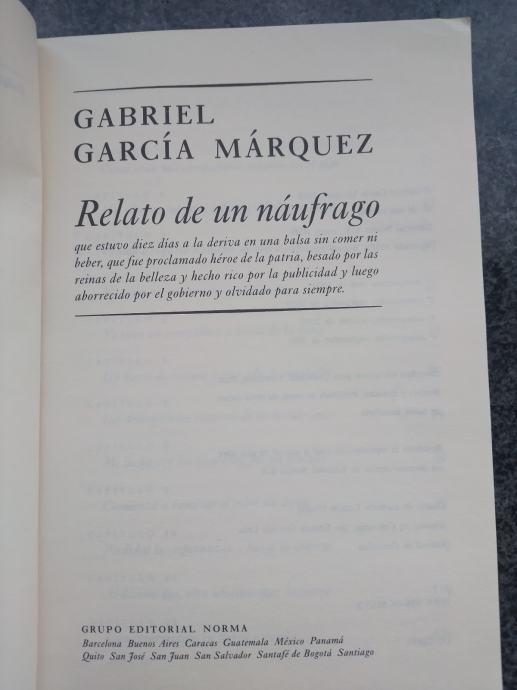 GABRIEL
GARCÍA MÁRQUEZ
Relato de un náufrago
que estuvo diez días a la deriva en una balsa sin comer ni
beber, que fue proclamado héroe de la patria, besado por las
reinas de la belleza y hecho rico por la publicidad y luego
aborrecido por el gobierno y olvidado para siempre.
GRUPO EDITORIAL NORMA
Barcelona Buenos Aires Caracas Guatemala México Panamá
Quito San José San Juan San Salvador Santafé de Bogotá Santiago